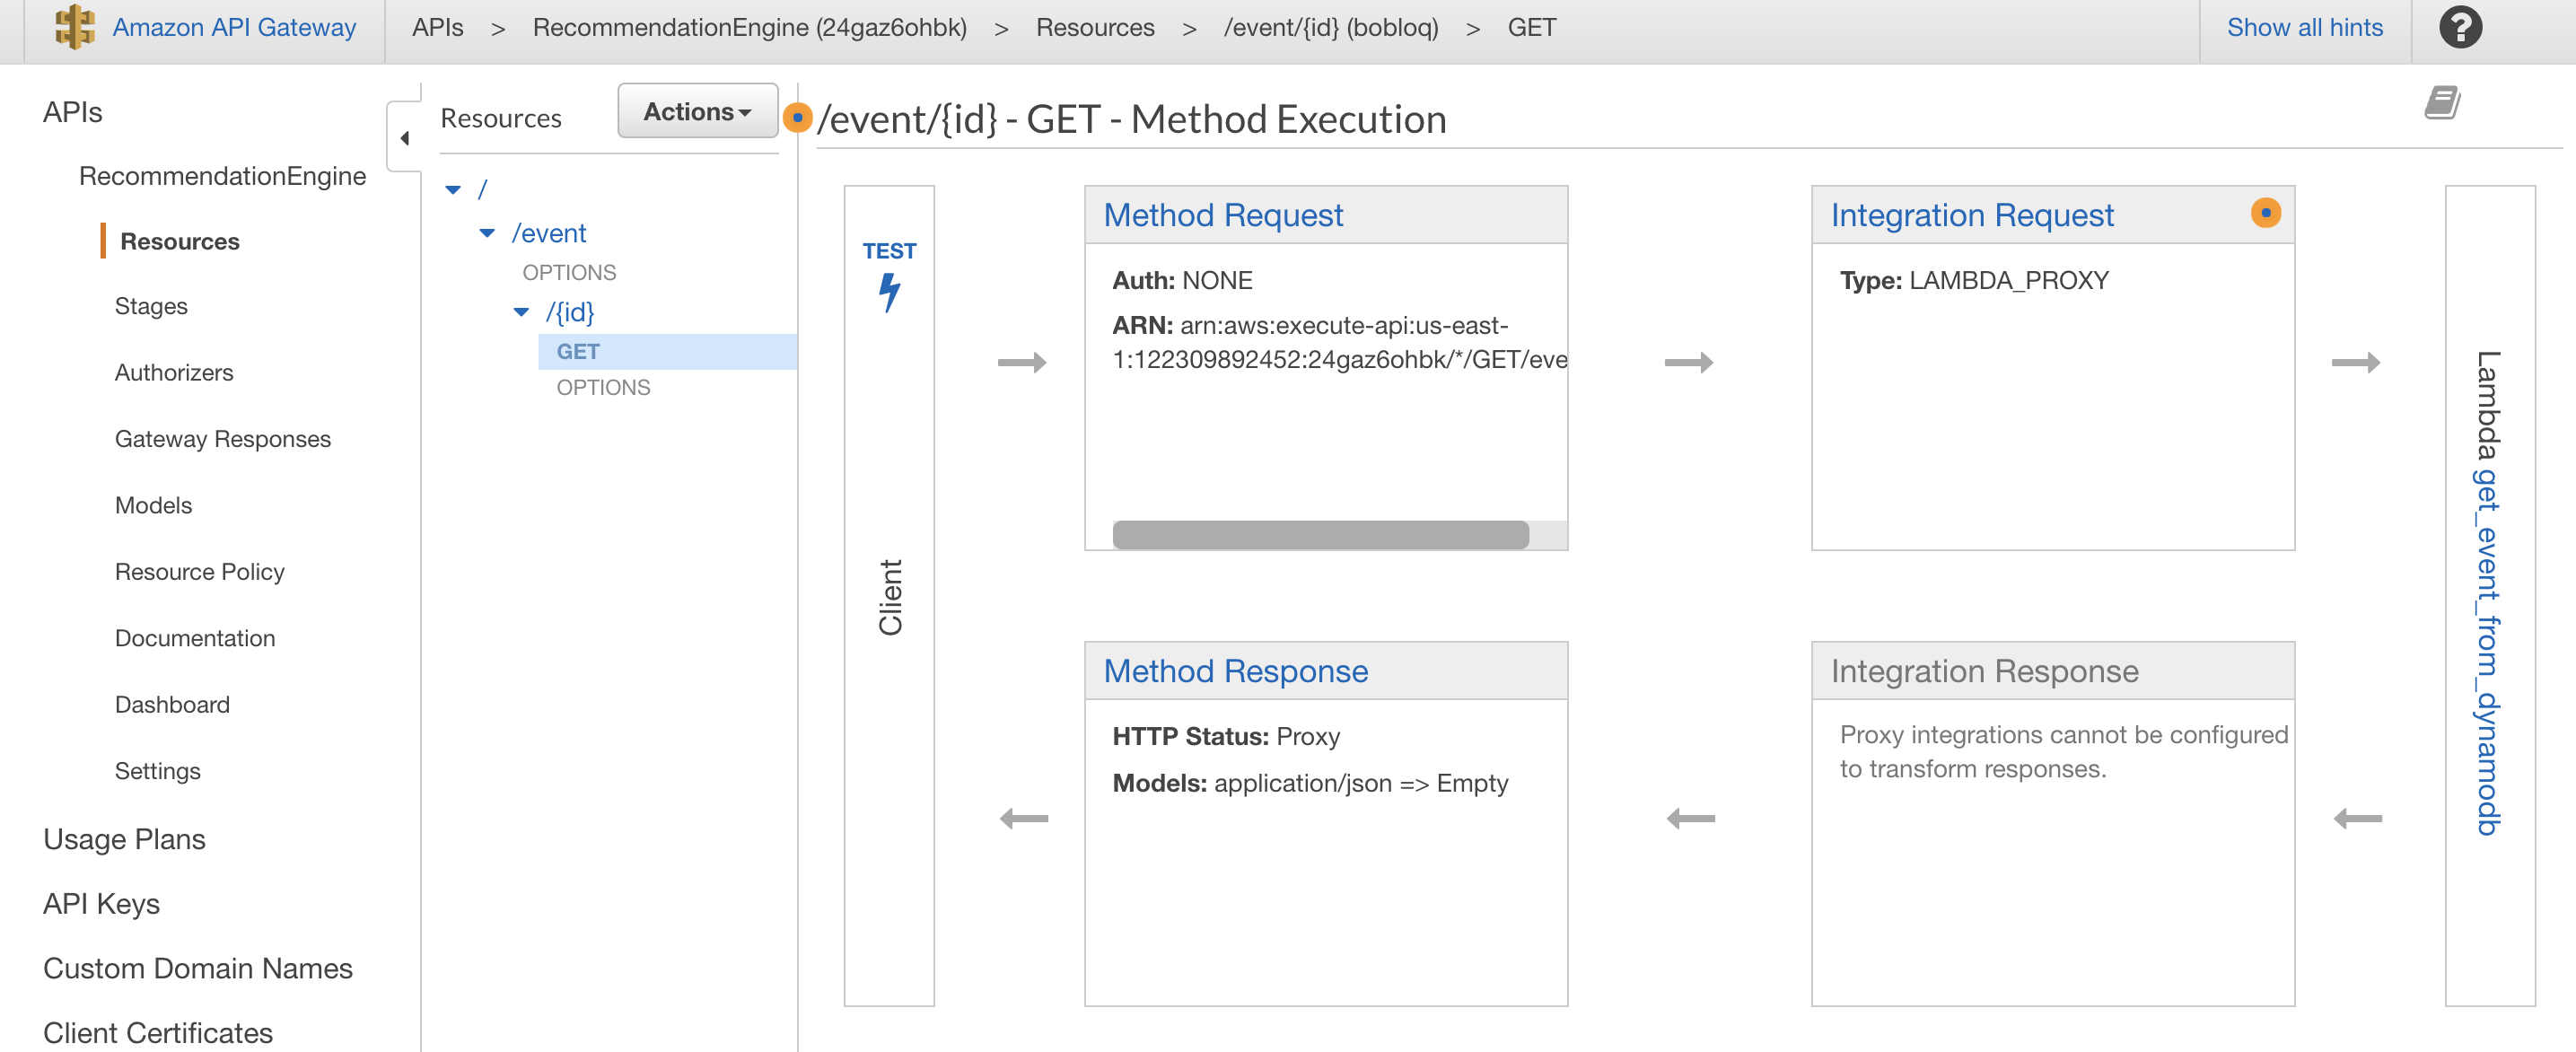 Amazon API Gateway
APIs > RecommendationEngine (24gaz6ohbk) > Resources > /event/{id} (bobloq) > GET
Show all hints
?
APIs
RecommendationEngine
Resources
Stages
Authorizers
Gateway Responses
Models
Resource Policy
Documentation
Dashboard
Settings
Usage Plans
API Keys
Custom Domain Names
Client Certificates
Resources
Actions
/
/event
OPTIONS
/{id}
GET
OPTIONS
/event/{id} - GET - Method Execution
TEST
Client
Method Request
Auth: NONE
ARN: arn:aws:execute-api:us-east-
1:122309892452:24gaz6ohbk/*/GET/eve
Integration Request
Type: LAMBDA_PROXY
Lambda get_event_from_dynamodb
Method Response
HTTP Status: Proxy
Models: application/json => Empty
Integration Response
Proxy integrations cannot be configured
to transform responses.